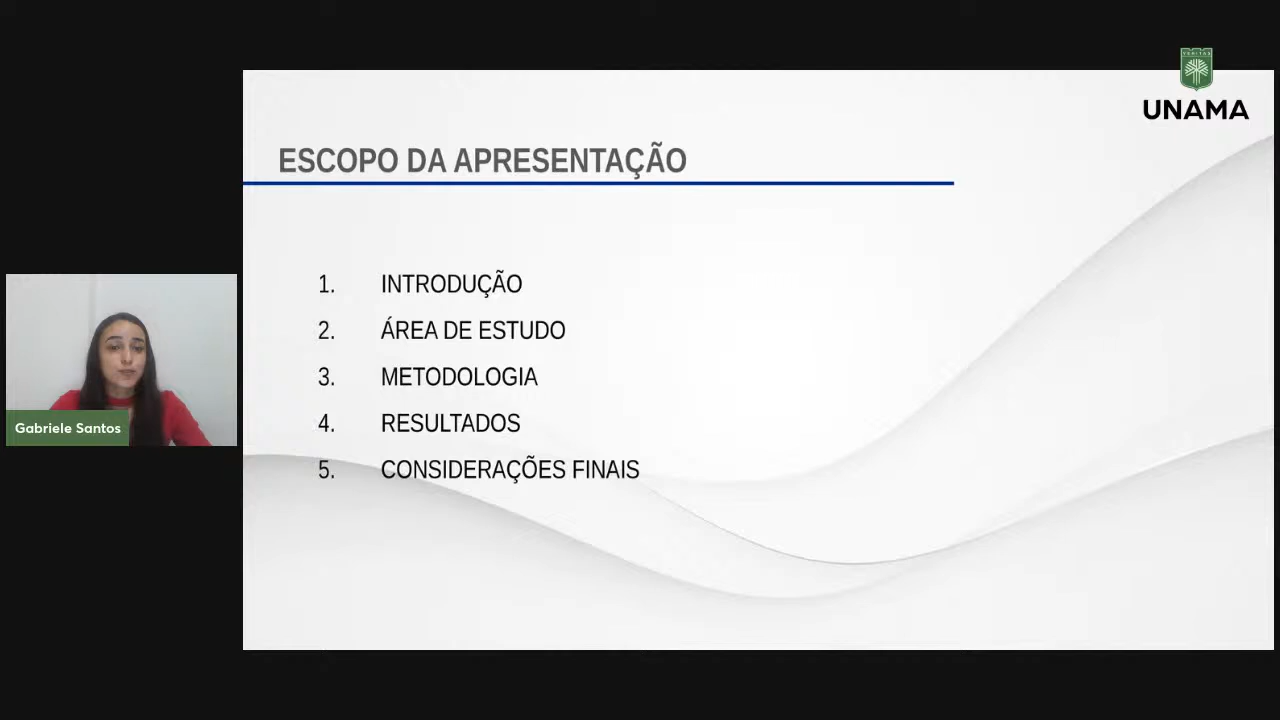 UNAMA
ESCOPO DA APRESENTAÇÃO
1. INTRODUÇÃO
2. ÁREA DE ESTUDO
3. METODOLOGIA
4. RESULTADOS
5. CONSIDERAÇÕES FINAIS
Gabriele Santos